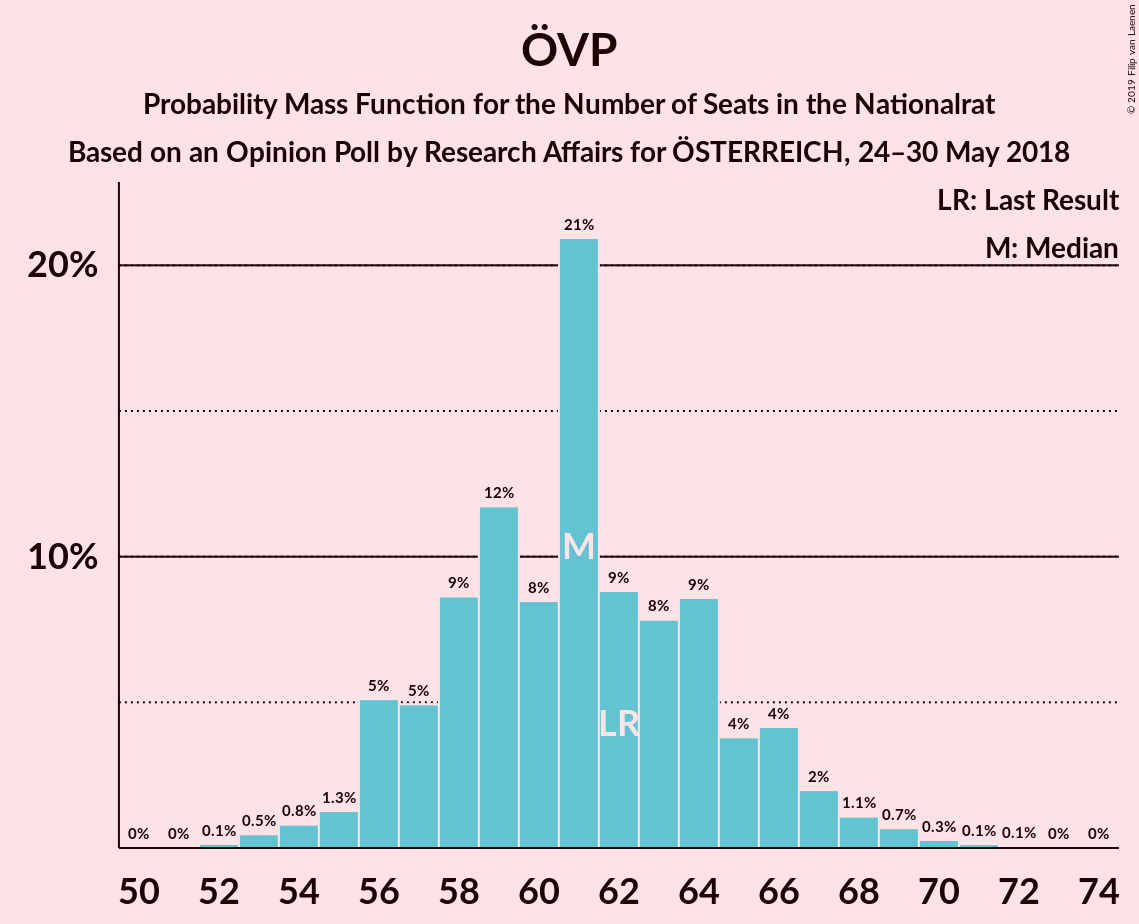 ÖVP
Probability Mass Function for the Number of Seats in the Nationalrat
Based on an Opinion Poll by Research Affairs for ÖSTERREICH, 24–30 May 2018
© 2019 Filip van Laenen
LR: Last Result
M: Median
20%
10%
0% 0% 0.1% 0.5% 0.8% 1.3% 5% 5% 9% 12% 8% 21% 9% 8% 9% 4% 4% 2% 1.1% 0.7% 0.3% 0.1% 0.1% 0% 0%
M
LR
50 52 54 56 58 60 62 64 66 68 70 72 74